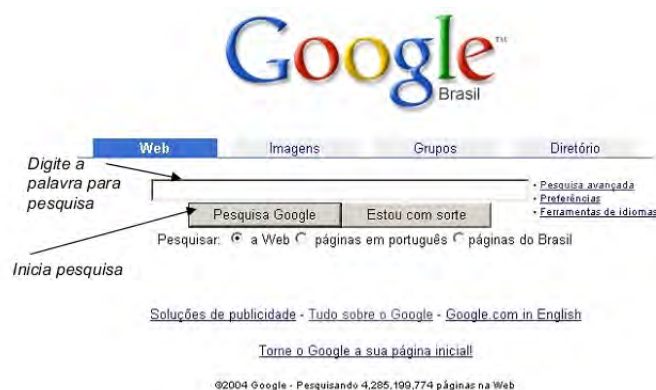 Google™
Brasil
Web Imagens Grupos Diretório
Digite a
palavra para
pesquisa
• Pesquisa avançada
• Preferências
• Ferramentas de idiomas
Pesquisa Google Estou com sorte
Pesquisar: a Web páginas em português páginas do Brasil
Inicia pesquisa
Soluções de publicidade - Tudo sobre o Google - Google.com in English
Torne o Google a sua página inicial!
©2004 Google - Pesquisando 4,285,199,774 páginas na Web